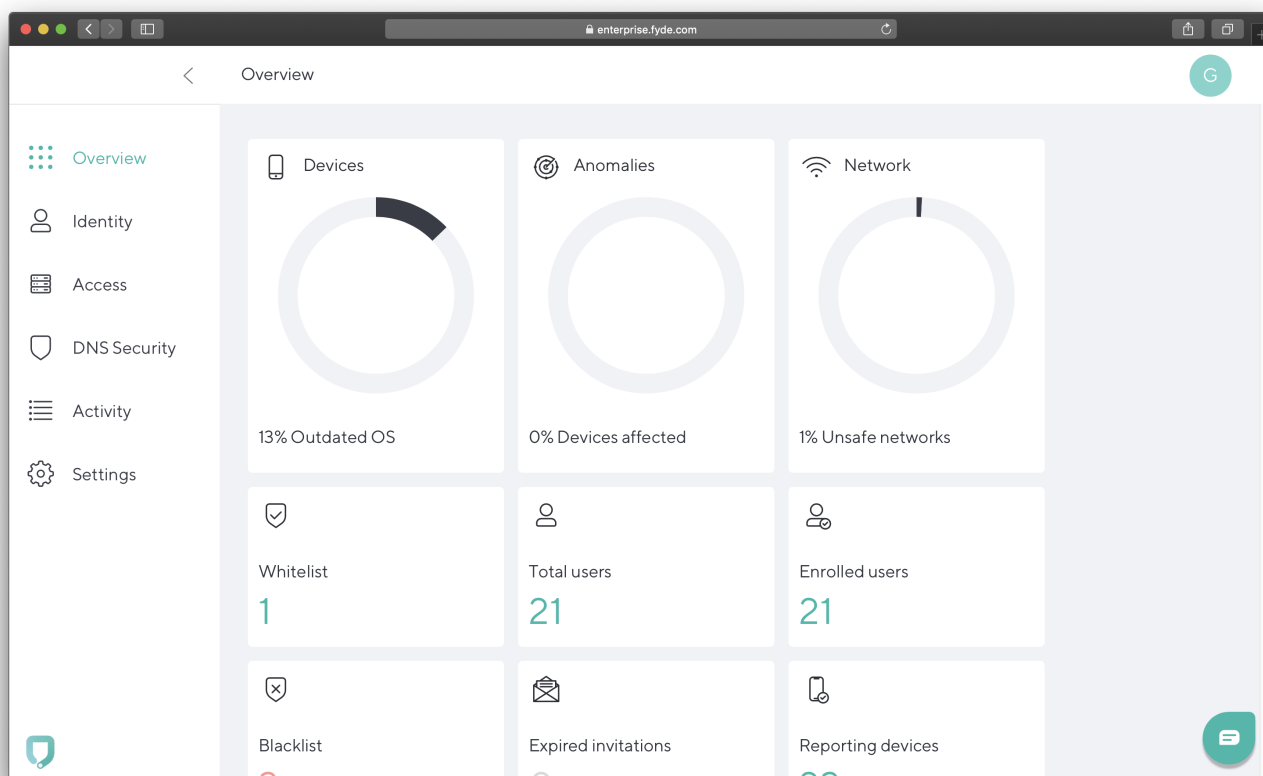 enterprise.fyde.com
Overview
G
Overview
Identity
Access
DNS Security
Activity
Settings
Devices
13% Outdated OS
Anomalies
0% Devices affected
Network
1% Unsafe networks
Whitelist
1
Total users
21
Enrolled users
21
Blacklist
Expired invitations
Reporting devices